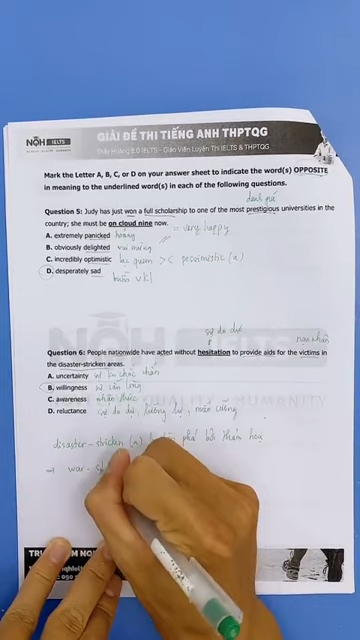 NQH IELTS
GIẢI ĐỀ THI TIẾNG ANH THPTQG
Thầy Hoàng 8.0 IELTS - Giáo Viên Luyện Thi IELTS & THPTQG
Mark the Letter A, B, C, or D on your answer sheet to indicate the word(s) OPPOSITE
in meaning to the underlined word(s) in each of the following questions.
danh giá
Question 5: Judy has just won a full scholarship to one of the most prestigious universities in the
country; she must be on cloud nine now. = very happy
A. extremely panicked hoảng
B. obviously delighted vui mừng
C. incredibly optimistic lạc quan >< pessimistic (a)
D. desperately sad buồn vkl
sự do dự
nạn nhân
Question 6: People nationwide have acted without hesitation to provide aids for the victims in
the disaster-stricken areas.
A. uncertainty sự ko chắc chắn
B. willingness sự sẵn lòng
C. awareness nhận thức
D. reluctance sự do dự, lưỡng lự, miễn cưỡng
disaster-stricken (a) phá bởi thảm hoạ
⇒ war-